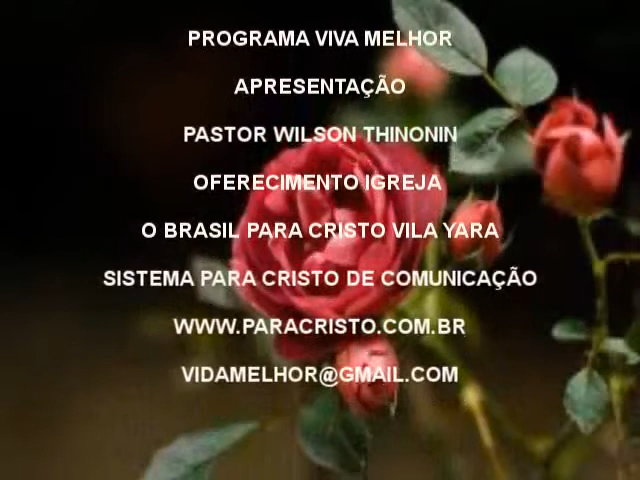 PROGRAMA VIVA MELHOR
APRESENTAÇÃO
PASTOR WILSON THINONIN
OFERECIMENTO IGREJA
O BRASIL PARA CRISTO VILA YARA
SISTEMA PARA CRISTO DE COMUNICAÇÃO
WWW.PARACRISTO.COM.BR
VIDAMELHOR@GMAIL.COM